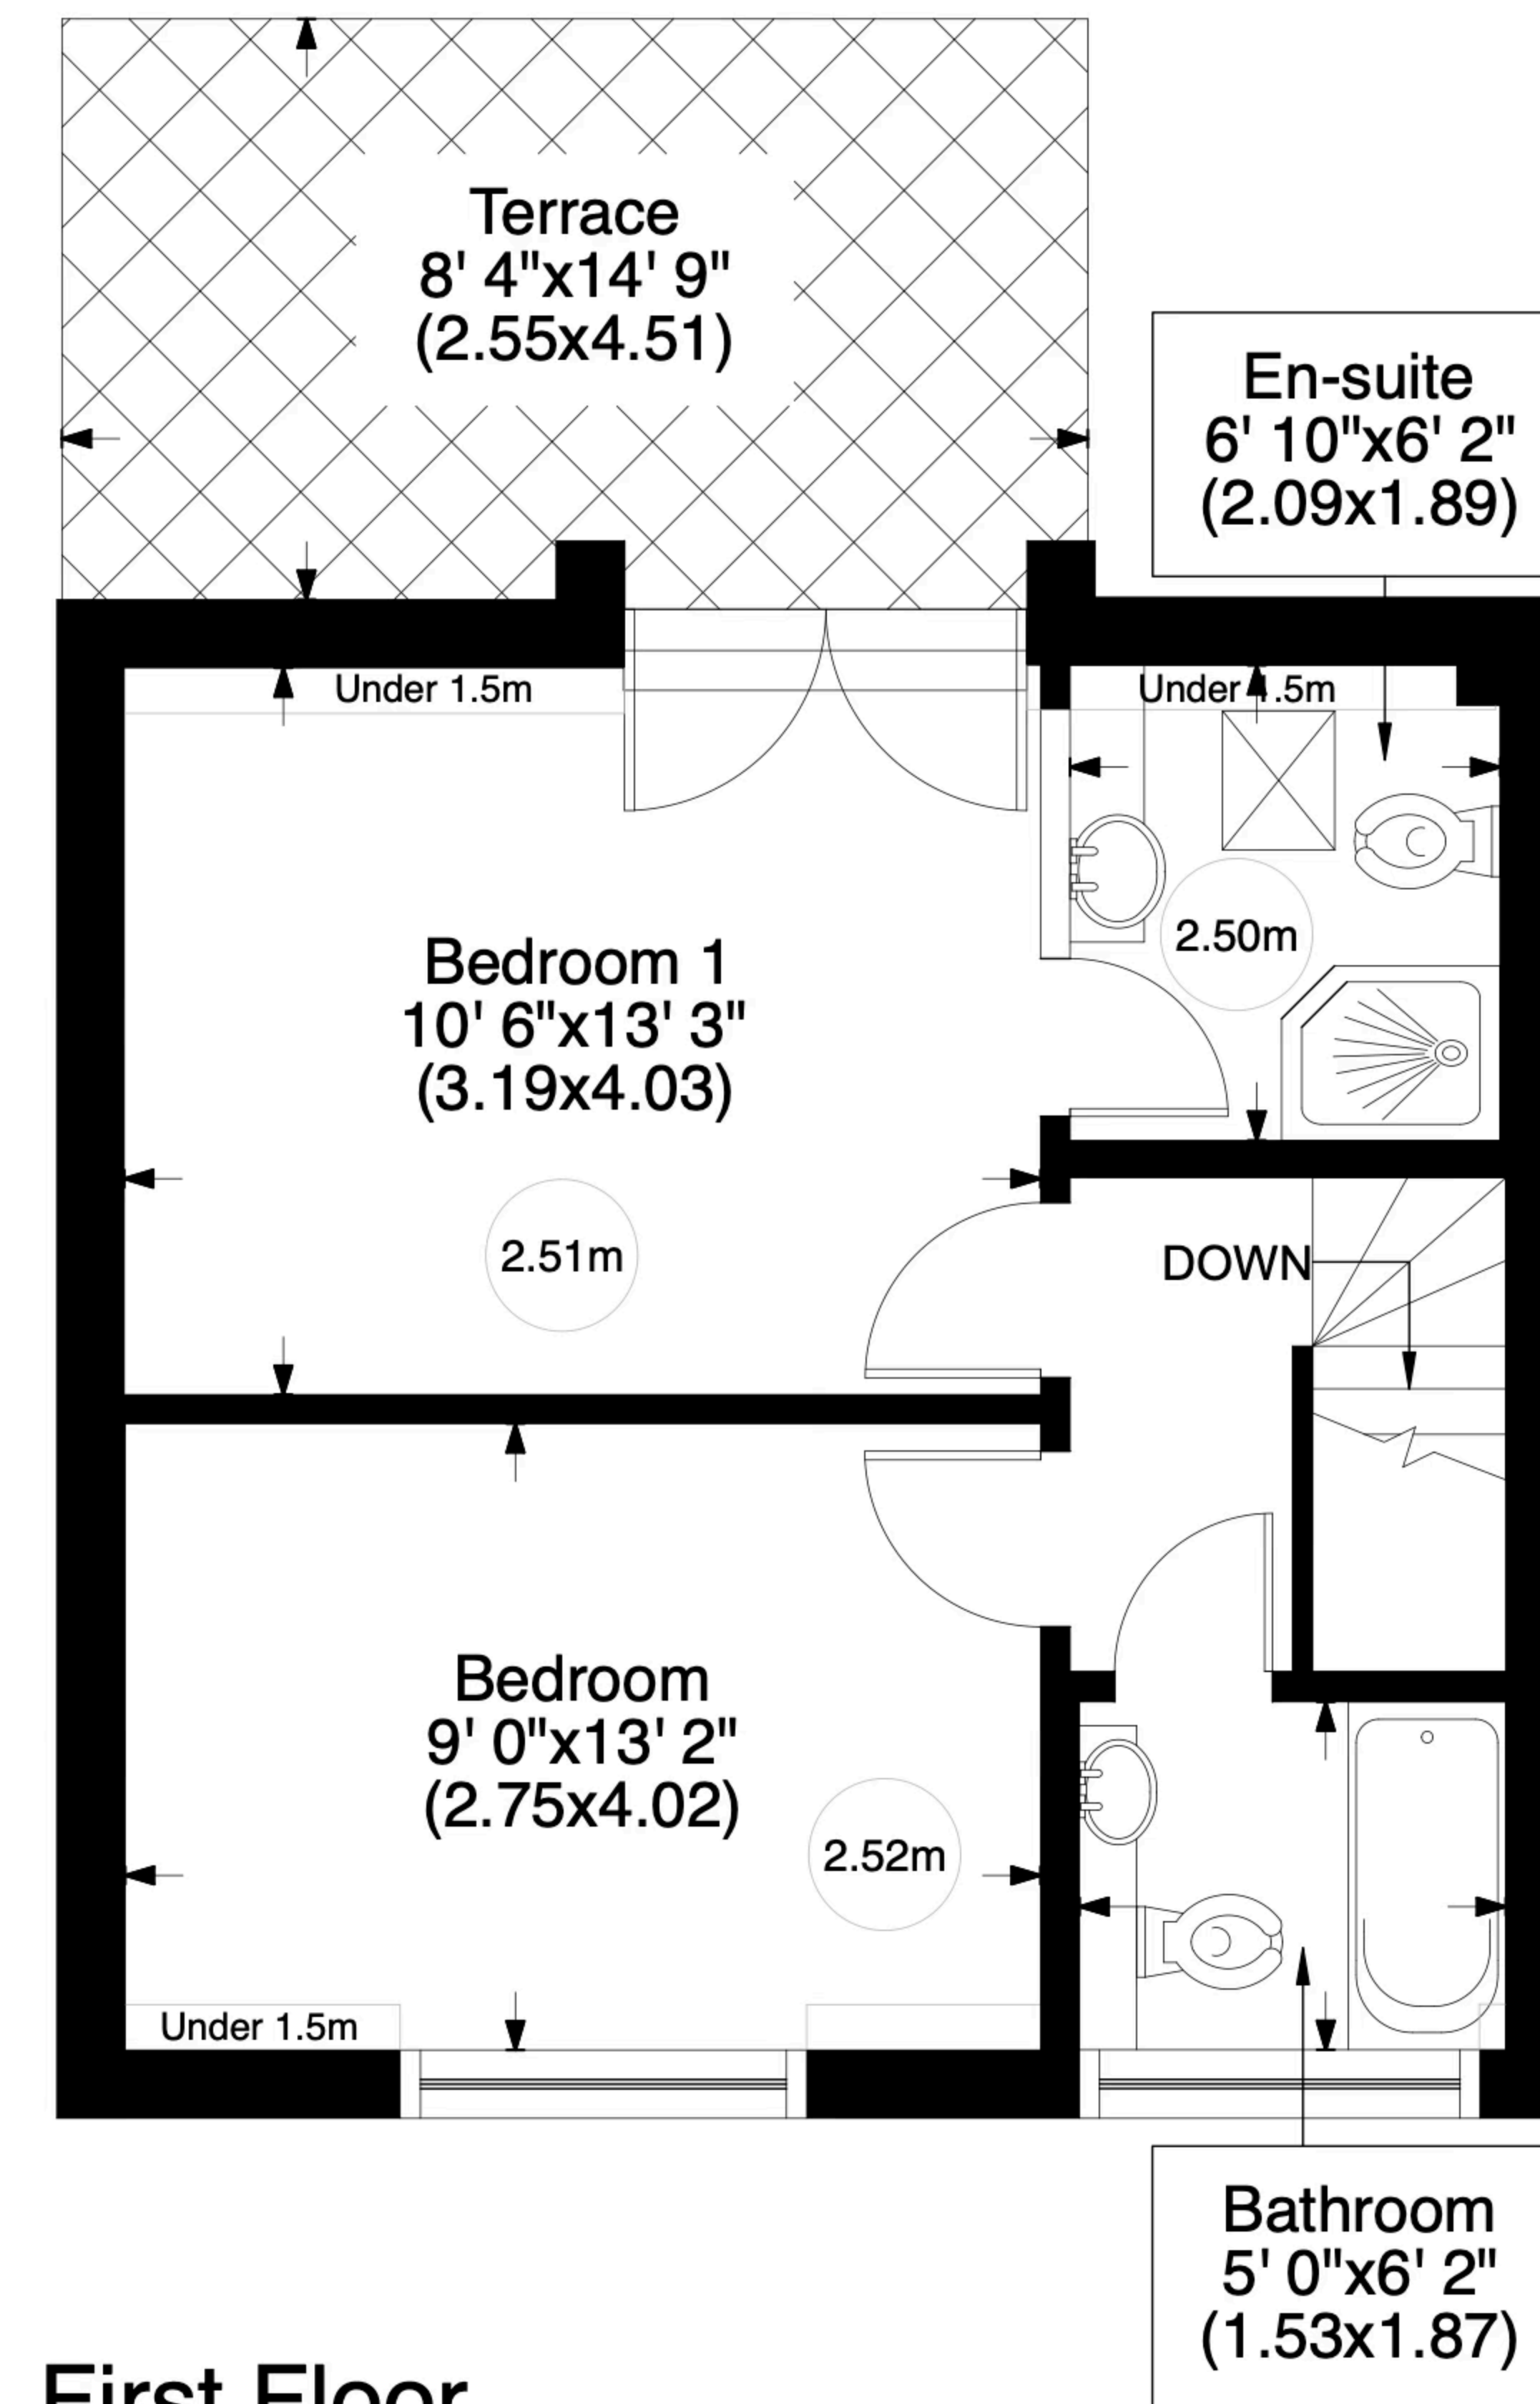 Terrace
8' 4"x14' 9"
(2.55x4.51)
En-suite
6' 10"x6' 2"
(2.09x1.89)
Under 1.5m
Under 1.5m
2.50m
Bedroom 1
10' 6"x13' 3"
(3.19x4.03)
2.51m
DOWN
Bedroom
9' 0"x13' 2"
(2.75x4.02)
2.52m
Under 1.5m
Bathroom
5' 0"x6' 2"
(1.53x1.87)
First Floor